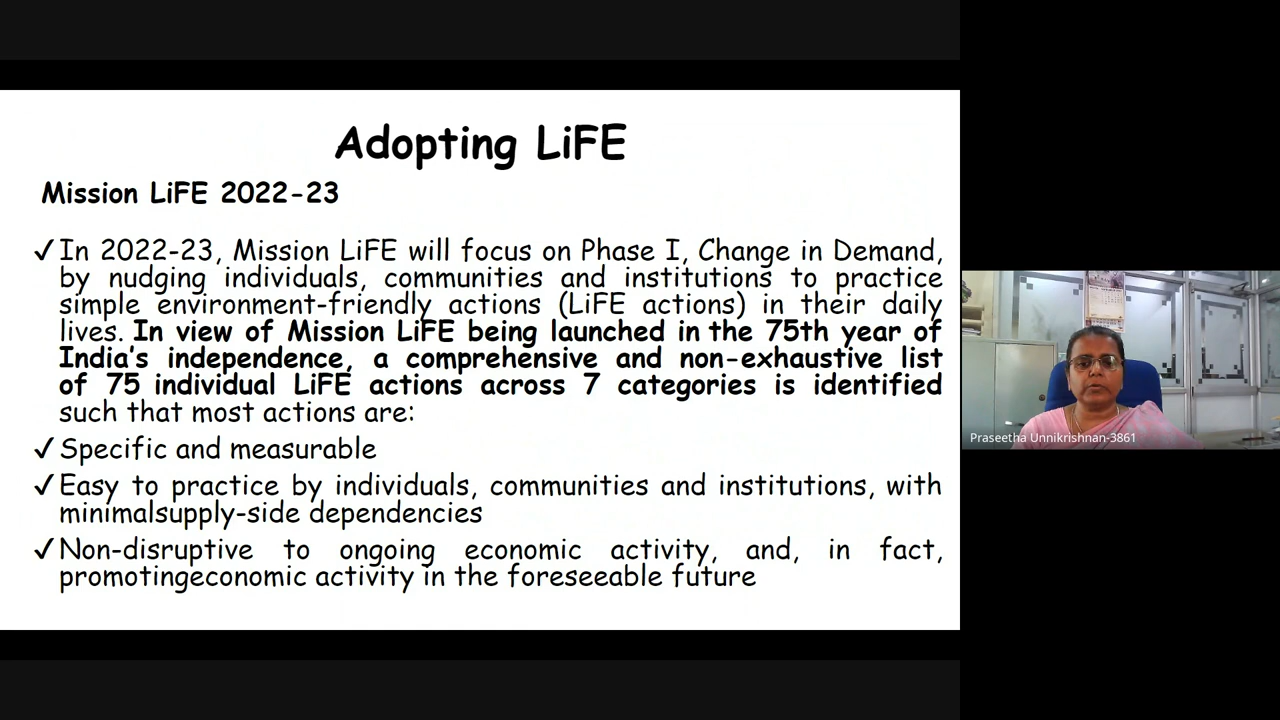 Adopting LiFE
Mission LiFE 2022-23
✓In 2022-23, Mission LiFE will focus on Phase I, Change in Demand,
by nudging individuals, communities and institutions to practice
simple environment-friendly actions (LiFE actions) in their daily
lives. In view of Mission LiFE being launched in the 75th year of
India's independence, a comprehensive and non-exhaustive list
of 75 individual LiFE actions across 7 categories is identified
such that most actions are:
✓Specific and measurable
✓Easy to practice by individuals, communities and institutions, with
minimalsupply-side dependencies
✓Non-disruptive to ongoing economic activity, and, in fact,
promotingeconomic activity in the foreseeable future
Praseetha Unnikrishnan-3861